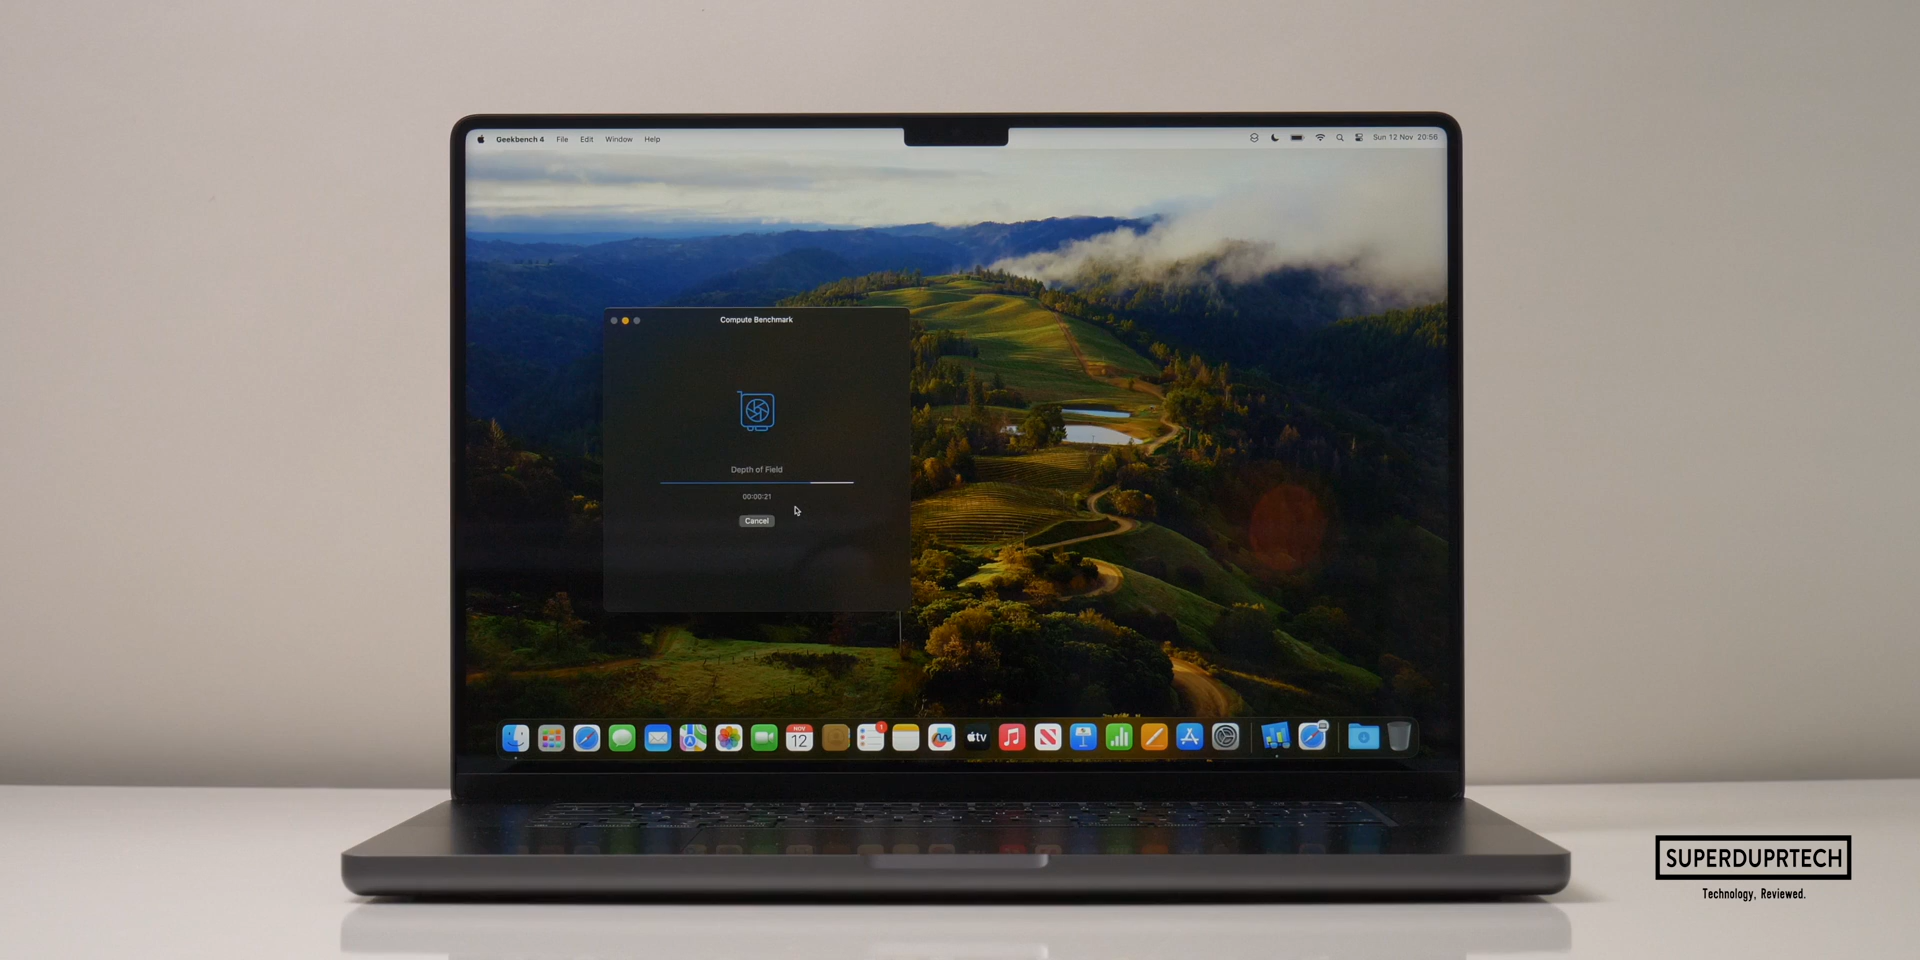 Geekbench 4 File Edit Window Help
Sun 12 Nov 20:56
Compute Benchmark
Depth of Field
00:00:21
Cancel
NOV
12
1
tv
SUPERDUPRTECH
Technology, Reviewed.